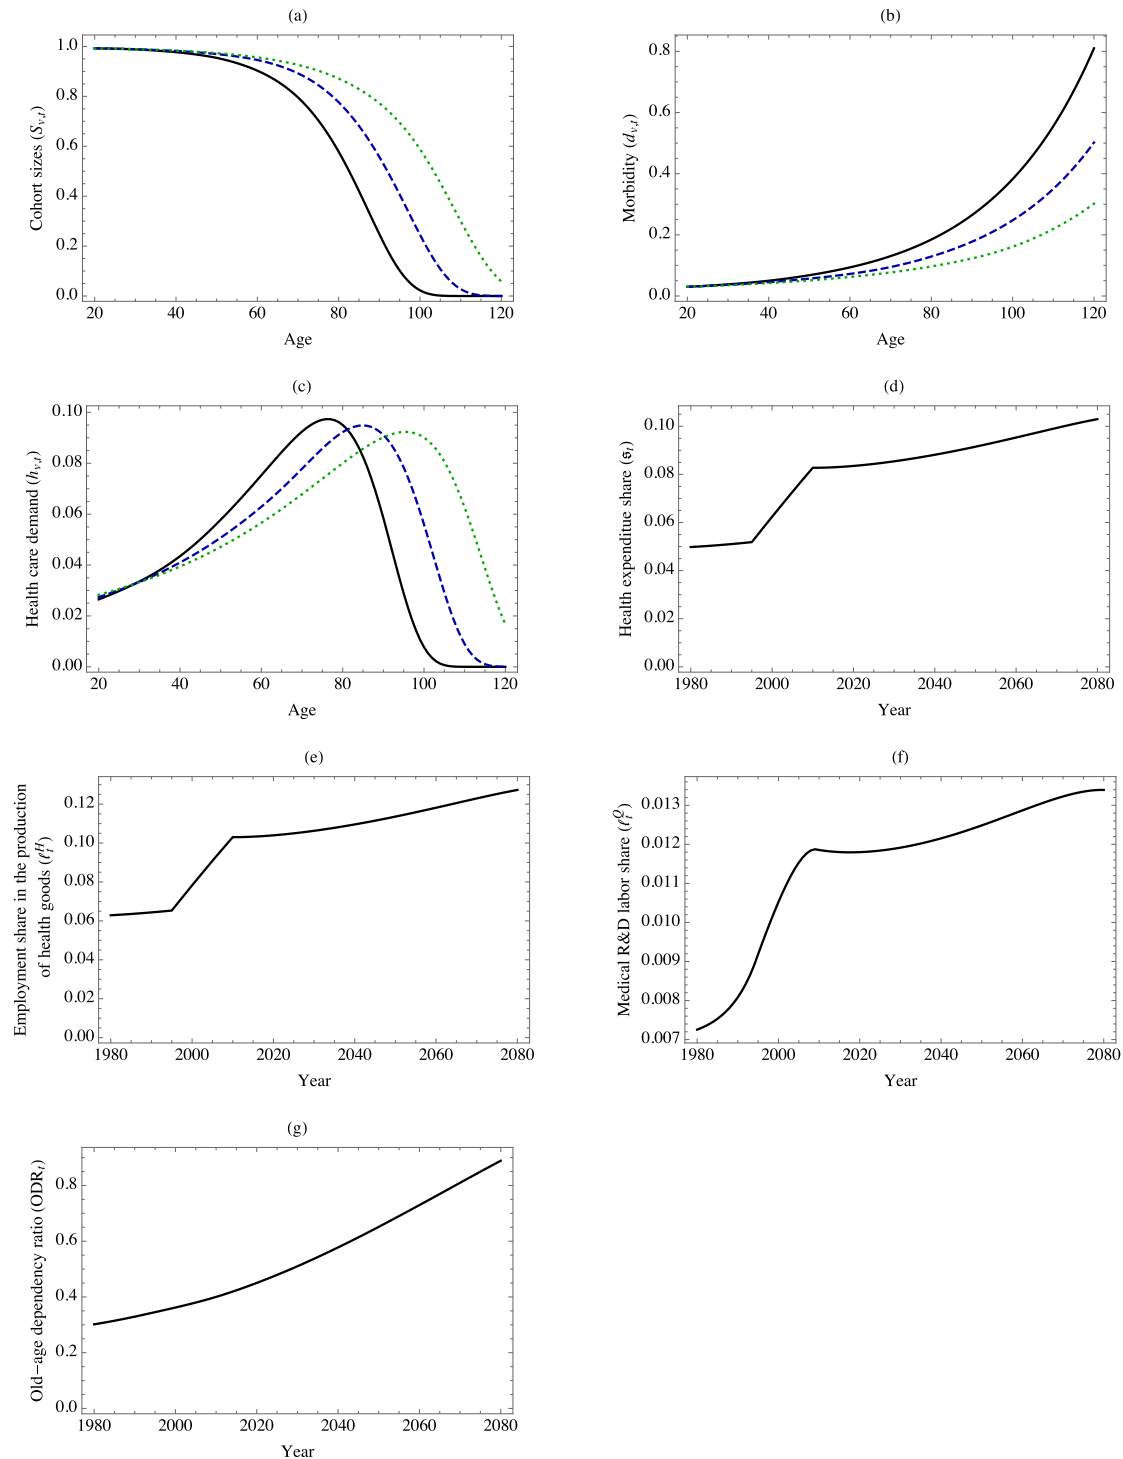 (a)
Cohort sizes (S_{v,t})
1.0
0.8
0.6
0.4
0.2
0.0
20 40 60 80 100 120
Age
(b)
Morbidity (d_{v,t})
0.8
0.6
0.4
0.2
0.0
20 40 60 80 100 120
Age
(c)
Health care demand (h_{v,t})
0.10
0.08
0.06
0.04
0.02
0.00
20 40 60 80 100 120
Age
(d)
Health expenditue share (𝔰_t)
0.10
0.08
0.06
0.04
0.02
0.00
1980 2000 2020 2040 2060 2080
Year
(e)
Employment share in the production
of health goods (ℓ_t^H)
0.12
0.10
0.08
0.06
0.04
0.02
0.00
1980 2000 2020 2040 2060 2080
Year
(f)
Medical R&D labor share (ℓ_t^Q)
0.013
0.012
0.011
0.010
0.009
0.008
0.007
1980 2000 2020 2040 2060 2080
Year
(g)
Old−age dependency ratio (ODR_t)
0.8
0.6
0.4
0.2
0.0
1980 2000 2020 2040 2060 2080
Year